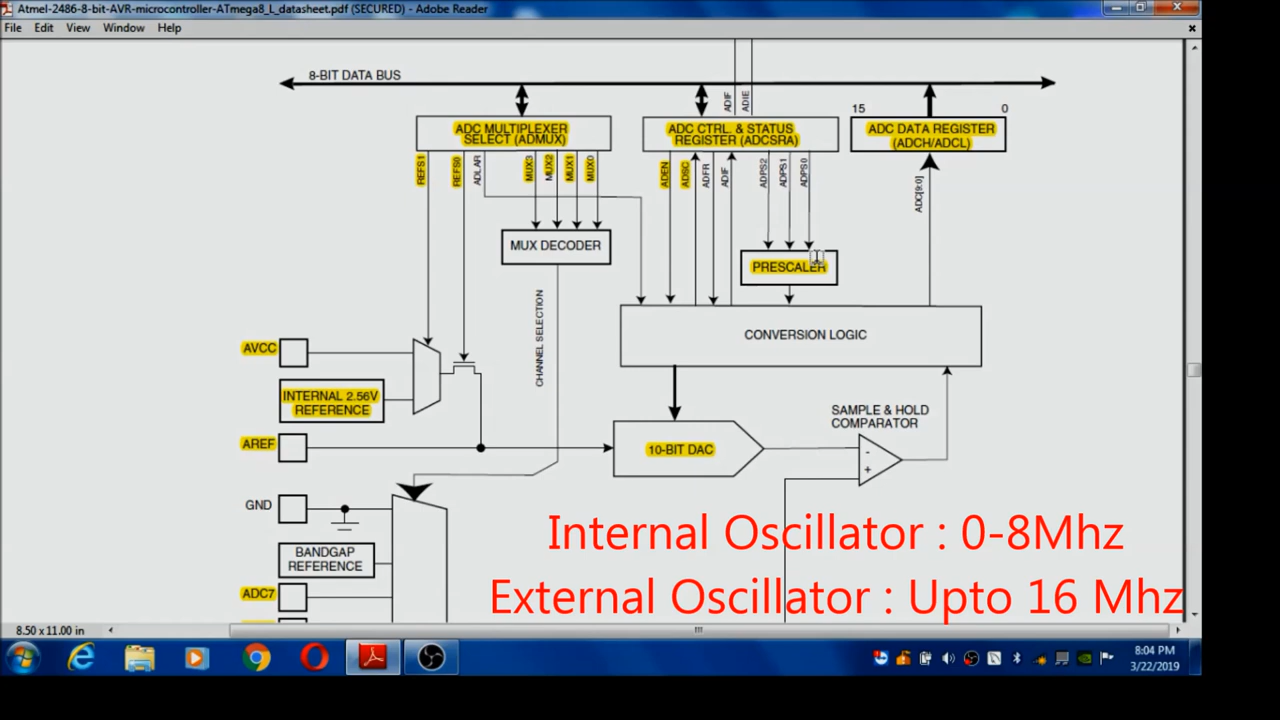 Atmel-2486-8-bit-AVR-microcontroller-ATmega8_L_datasheet.pdf (SECURED) - Adobe Reader
File Edit View Window Help
8-BIT DATA BUS
ADIF
ADIE
15
0
ADC MULTIPLEXER
SELECT (ADMUX)
ADC CTRL. & STATUS
REGISTER (ADCSRA)
ADC DATA REGISTER
(ADCH/ADCL)
REFS1
REFS0
ADLAR
MUX3
MUX2
MUX1
MUX0
ADEN
ADSC
ADFR
ADIF
ADPS2
ADPS1
ADPS0
ADC[9:0]
MUX DECODER
PRESCALER
CHANNEL SELECTION
CONVERSION LOGIC
AVCC
INTERNAL 2.56V
REFERENCE
SAMPLE & HOLD
COMPARATOR
AREF
10-BIT DAC
-
+
GND
BANDGAP
REFERENCE
ADC7
Internal Oscillator : 0-8Mhz
External Oscillator : Upto 16 Mhz
8.50 x 11.00 in
8:04 PM
3/22/2019